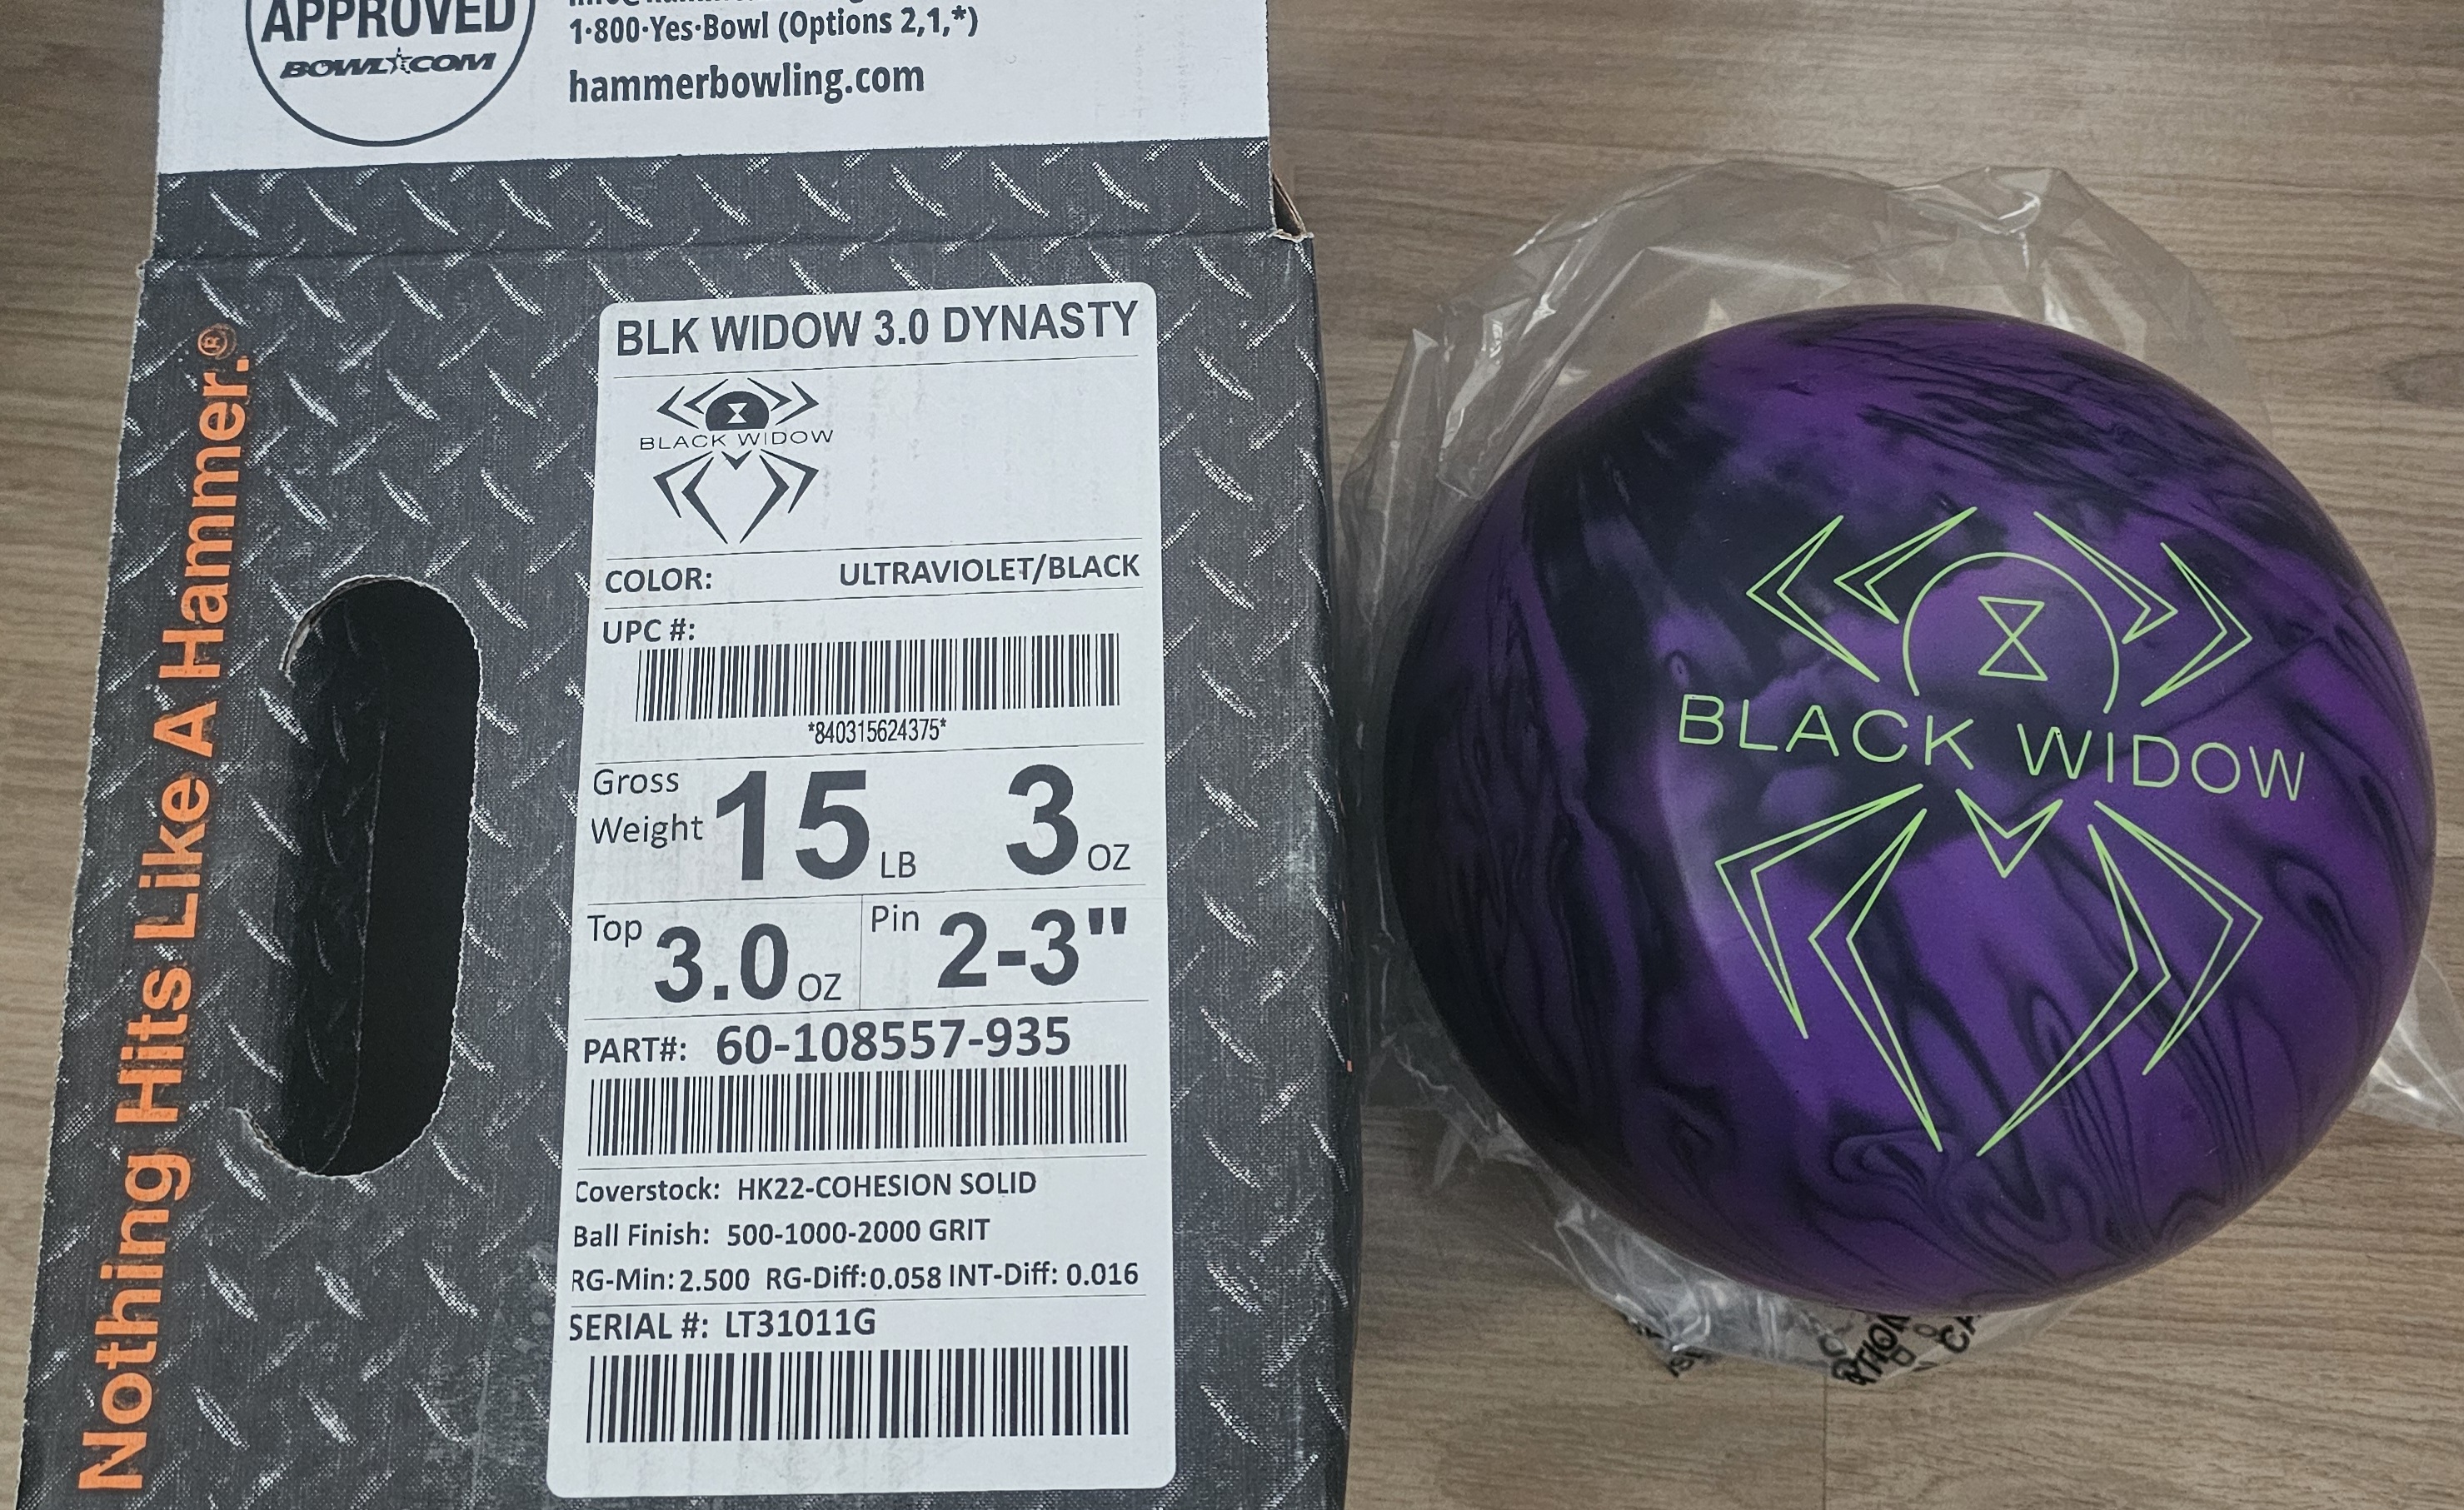 APPROVED
BOWL☆COM
1·800·Yes·Bowl (Options 2,1,*)
hammerbowling.com
Nothing Hits Like A Hammer.®
BLK WIDOW 3.0 DYNASTY
BLACK WIDOW
COLOR: ULTRAVIOLET/BLACK
UPC #:
*840315624375*
Gross Weight 15 LB 3 OZ
Top 3.0 OZ Pin 2-3"
PART#: 60-108557-935
Coverstock: HK22-COHESION SOLID
Ball Finish: 500-1000-2000 GRIT
RG-Min: 2.500 RG-Diff: 0.058 INT-Diff: 0.016
SERIAL #: LT31011G
BLACK WIDOW